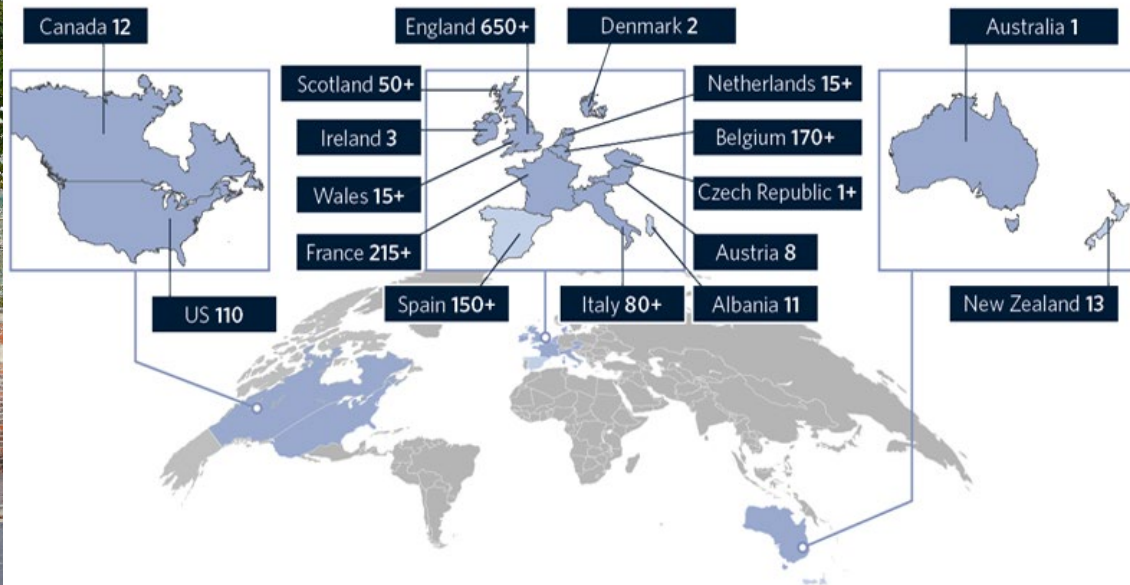 Canada 12
England 650+
Denmark 2
Australia 1
Scotland 50+
Netherlands 15+
Ireland 3
Belgium 170+
Wales 15+
Czech Republic 1+
France 215+
Austria 8
US 110
Spain 150+
Italy 80+
Albania 11
New Zealand 13